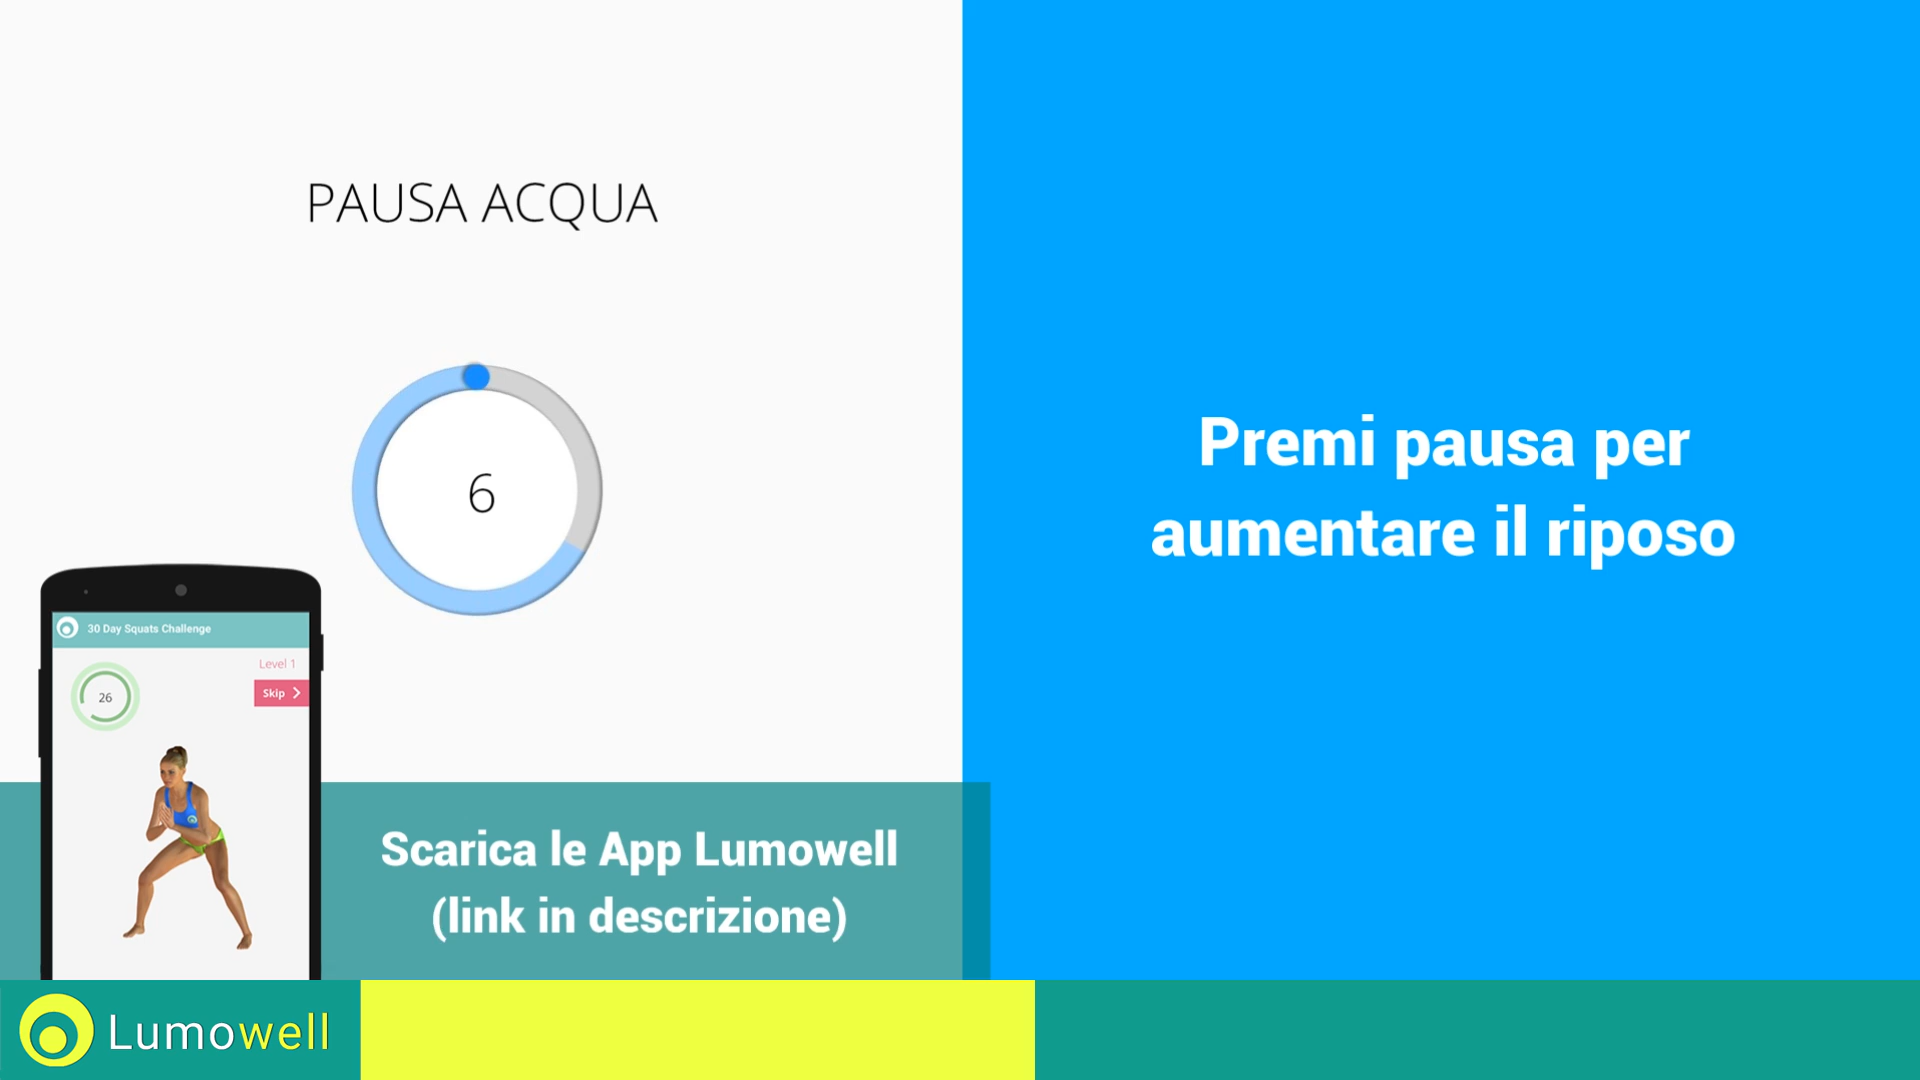 PAUSA ACQUA
6
Premi pausa per
aumentare il riposo
30 Day Squats Challenge
Level 1
26
Skip
Scarica le App Lumowell
(link in descrizione)
Lumowell